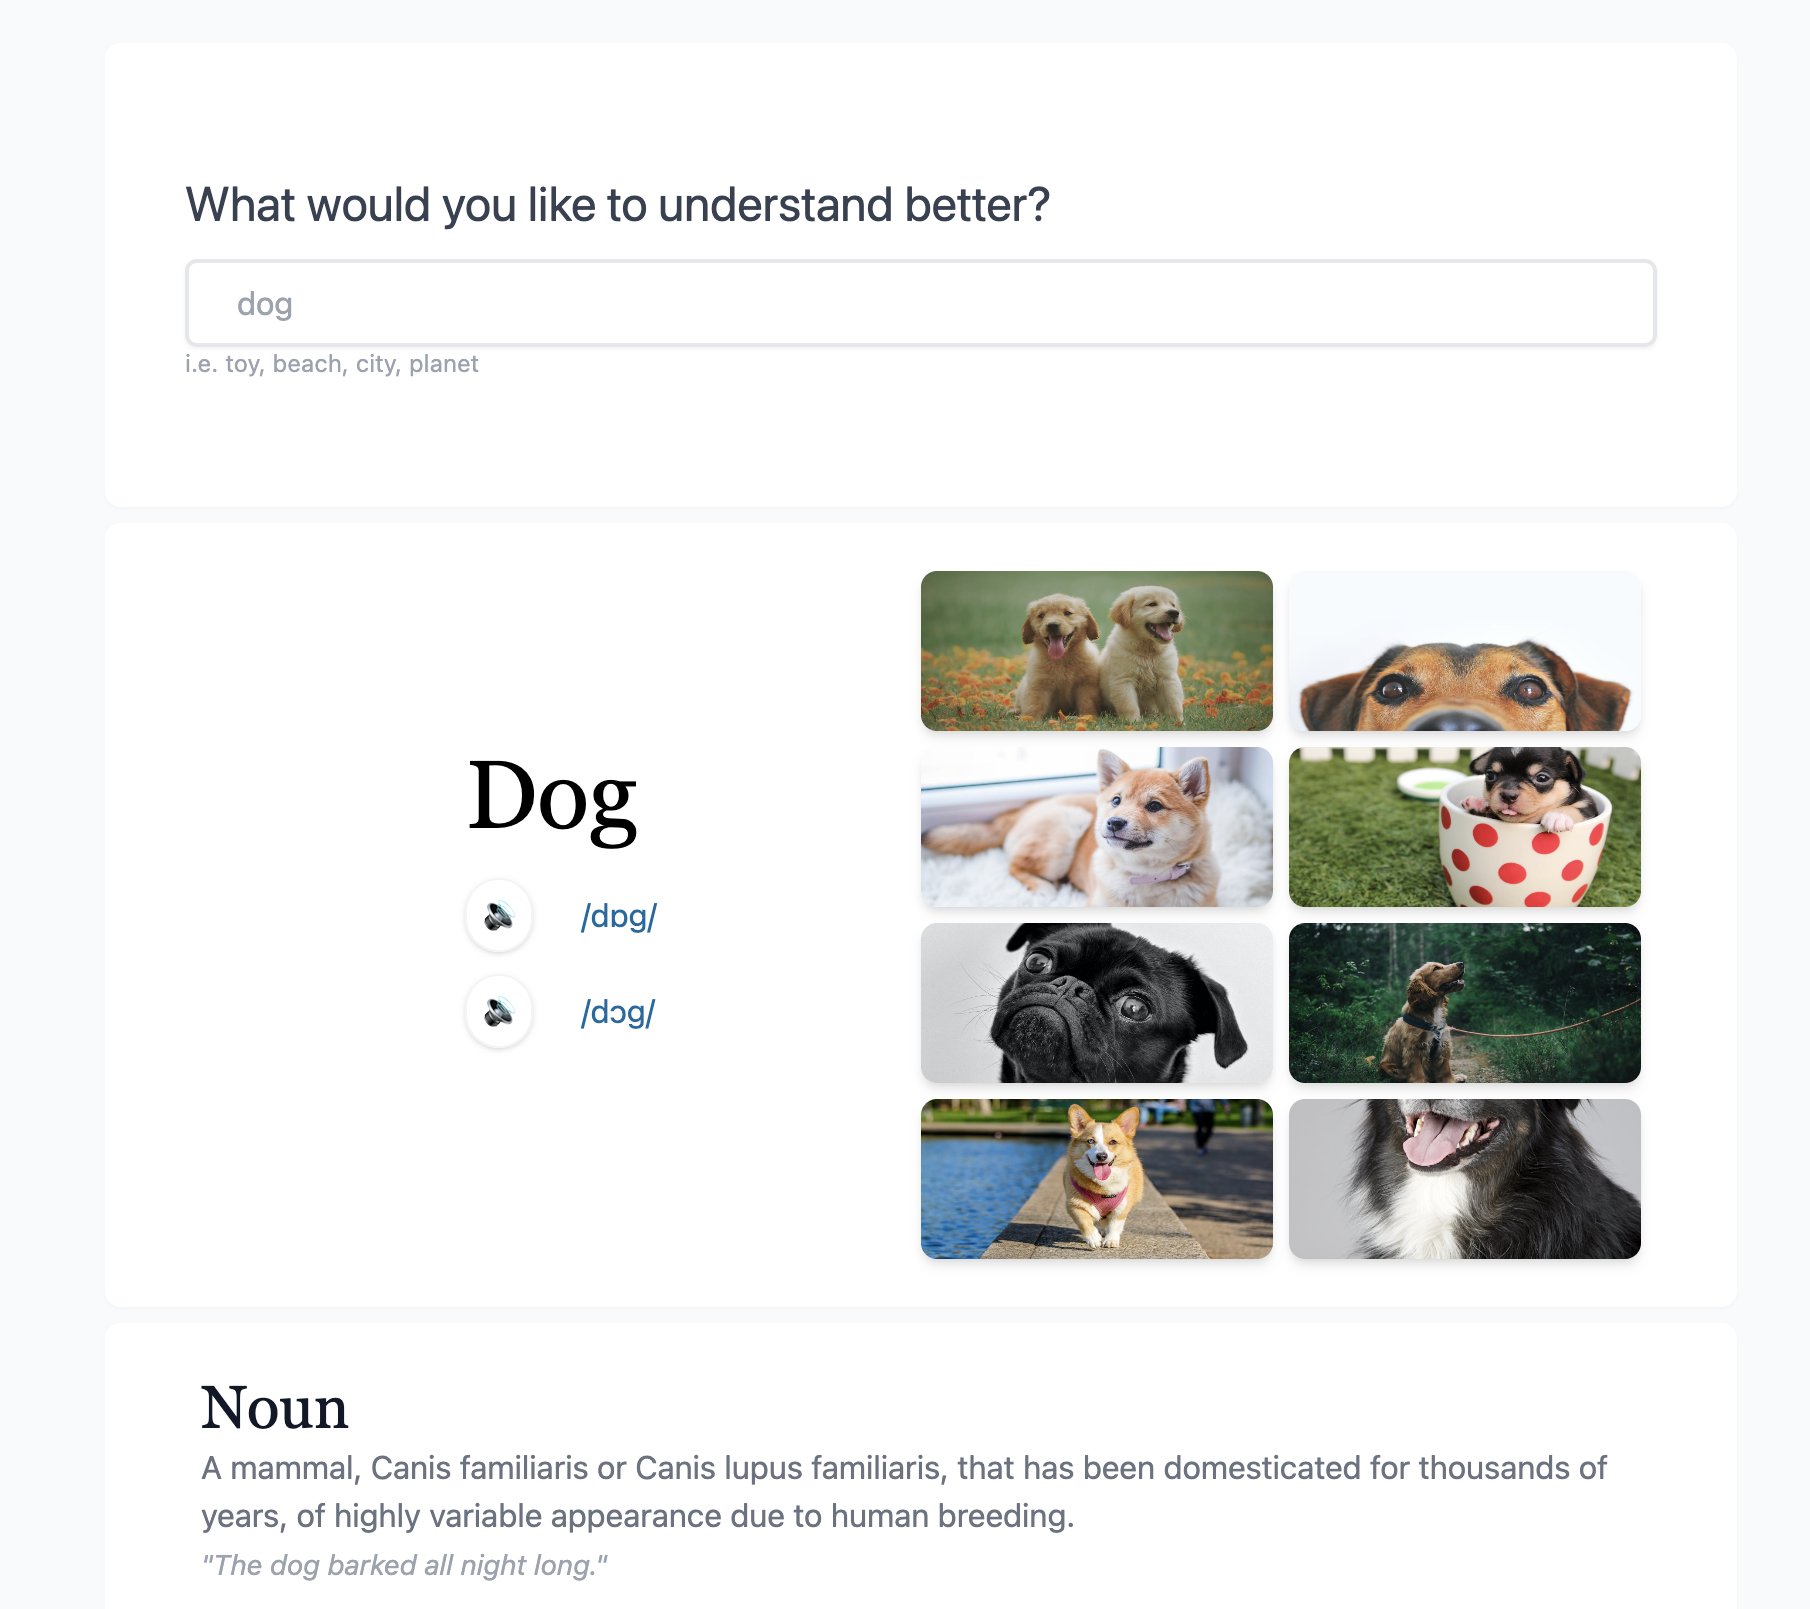 What would you like to understand better?
dog
i.e. toy, beach, city, planet
Dog
/dɒg/
/dɔg/
Noun
A mammal, Canis familiaris or Canis lupus familiaris, that has been domesticated for thousands of
years, of highly variable appearance due to human breeding.
"The dog barked all night long."